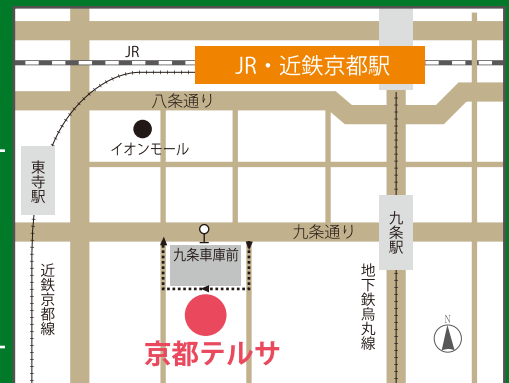 JR
JR・近鉄京都駅
八条通り
イオンモール
東寺駅
九条通り
九条駅
九条車庫前
近鉄京都線
地下鉄烏丸線
N
京都テルサ